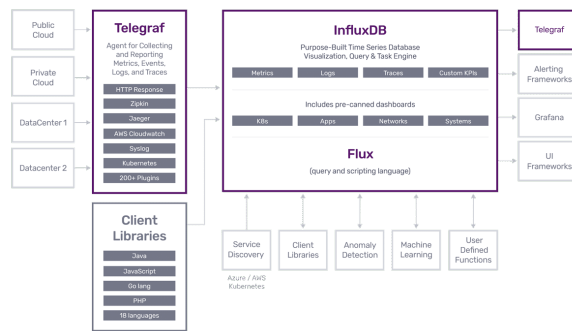 Public
Cloud
Private
Cloud
DataCenter 1
Datacenter 2
Telegraf
Agent for Collecting
and Reporting
Metrics, Events,
Logs, and Traces
HTTP Response
Zipkin
Jaeger
AWS Cloudwatch
Syslog
Kubernetes
200+ Plugins
Client
Libraries
Java
JavaScript
Go lang
PHP
18 languages
InfluxDB
Purpose-Built Time Series Database
Visualization, Query & Task Engine
Metrics
Logs
Traces
Custom KPIs
Includes pre-canned dashboards
K8s
Apps
Networks
Systems
Flux
(query and scripting language)
Service
Discovery
Azure / AWS
Kubernetes
Client
Libraries
Anomaly
Detection
Machine
Learning
User
Defined
Functions
Telegraf
Alerting
Frameworks
Grafana
UI
Frameworks